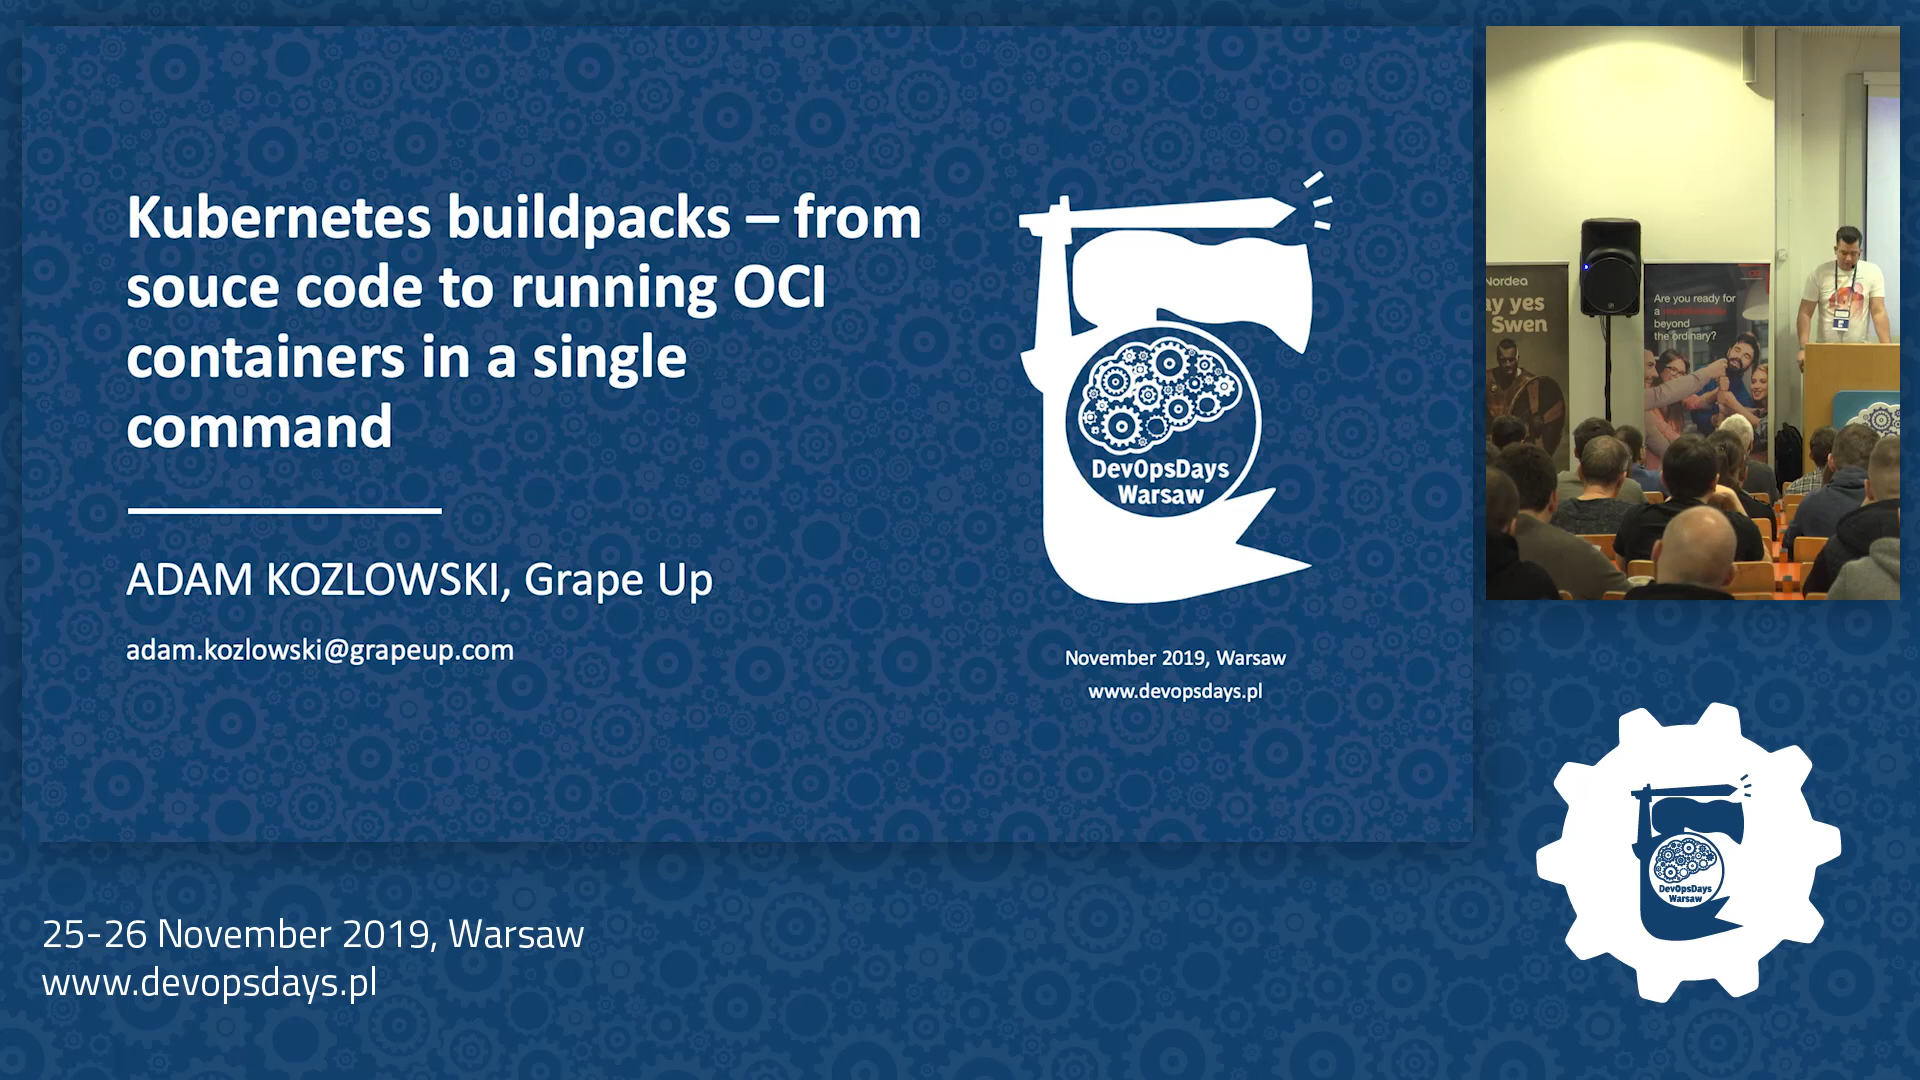 Kubernetes buildpacks – from
souce code to running OCI
containers in a single
command
ADAM KOZLOWSKI, Grape Up
adam.kozlowski@grapeup.com
DevOpsDays
Warsaw
November 2019, Warsaw
www.devopsdays.pl
Nordea
ay yes
Swen
Are you ready for
a
beyond
the ordinary?
DevOpsDays
Warsaw
25-26 November 2019, Warsaw
www.devopsdays.pl